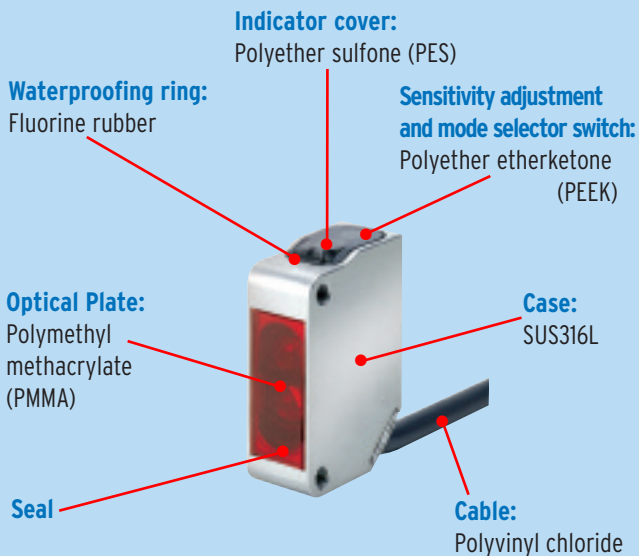 Indicator cover:
Polyether sulfone (PES)
Waterproofing ring:
Fluorine rubber
Sensitivity adjustment
and mode selector switch:
Polyether etherketone
(PEEK)
Optical Plate:
Polymethyl
methacrylate
(PMMA)
Case:
SUS316L
Seal
Cable:
Polyvinyl chloride